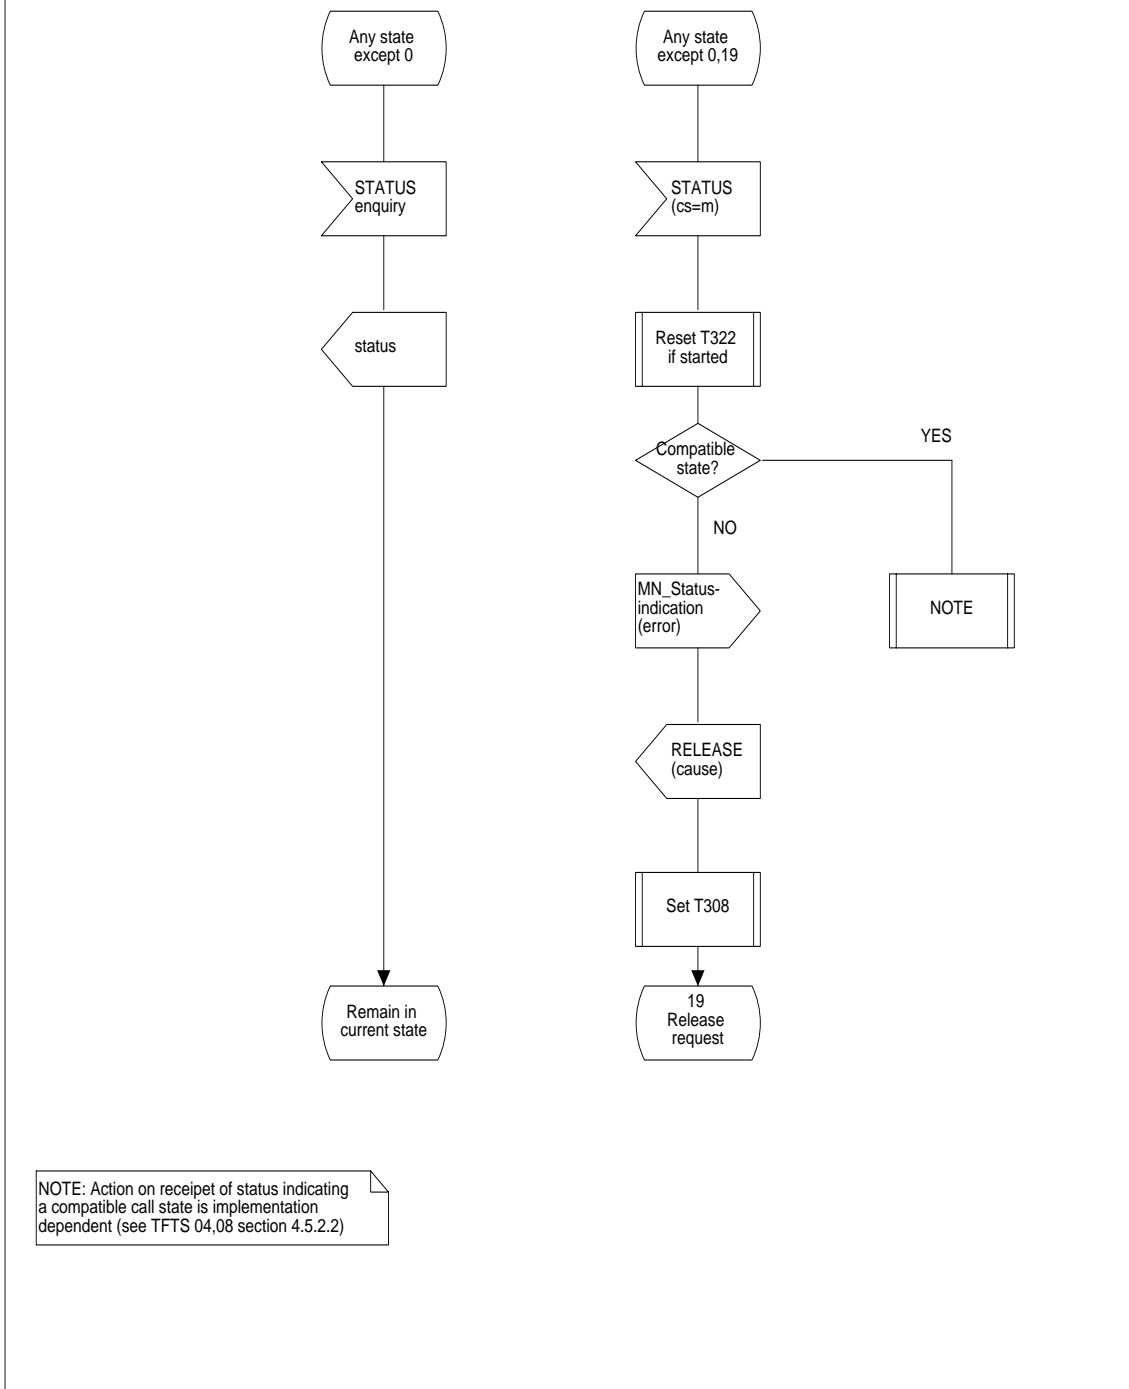 Any state
except 0
STATUS
enquiry
status
Remain in
current state
Any state
except 0,19
STATUS
(cs=m)
Reset T322
if started
Compatible
state?
YES
NO
MN_Status-
indication
(error)
NOTE
RELEASE
(cause)
Set T308
19
Release
request
NOTE: Action on receipet of status indicating
a compatible call state is implementation
dependent (see TFTS 04,08 section 4.5.2.2)